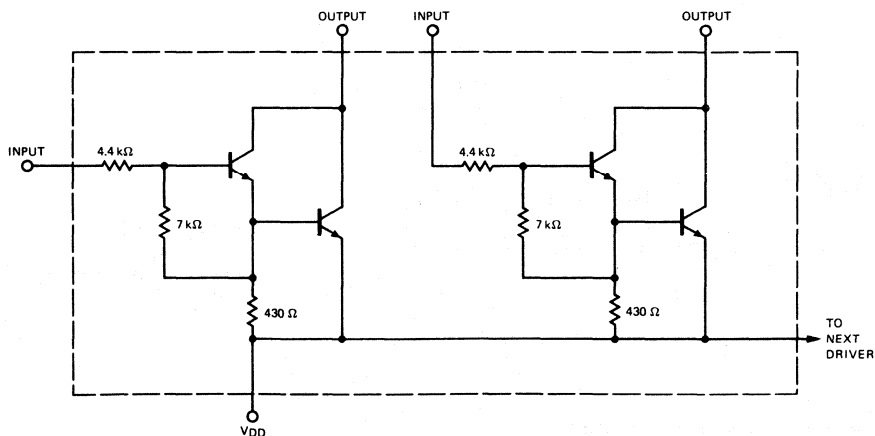 OUTPUT
INPUT
OUTPUT
4.4 kΩ
INPUT
4.4 kΩ
7 kΩ
7 kΩ
430 Ω
430 Ω
TO
NEXT
DRIVER
VDD